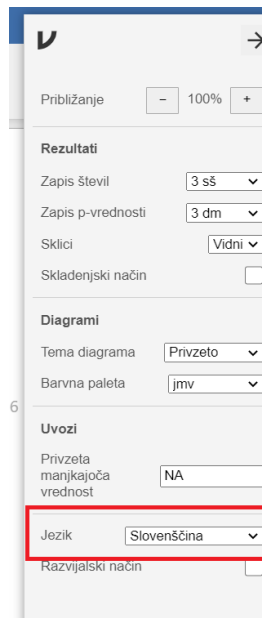 Približanje
− 100% +
Rezultati
Zapis števil 3 sš
Zapis p-vrednosti 3 dm
Sklici Vidni
Skladenjski način
Diagrami
Tema diagrama Privzeto
Barvna paleta jmv
6
Uvozi
Privzeta
manjkajoča NA
vrednost
Jezik Slovenščina
Razvijalski način